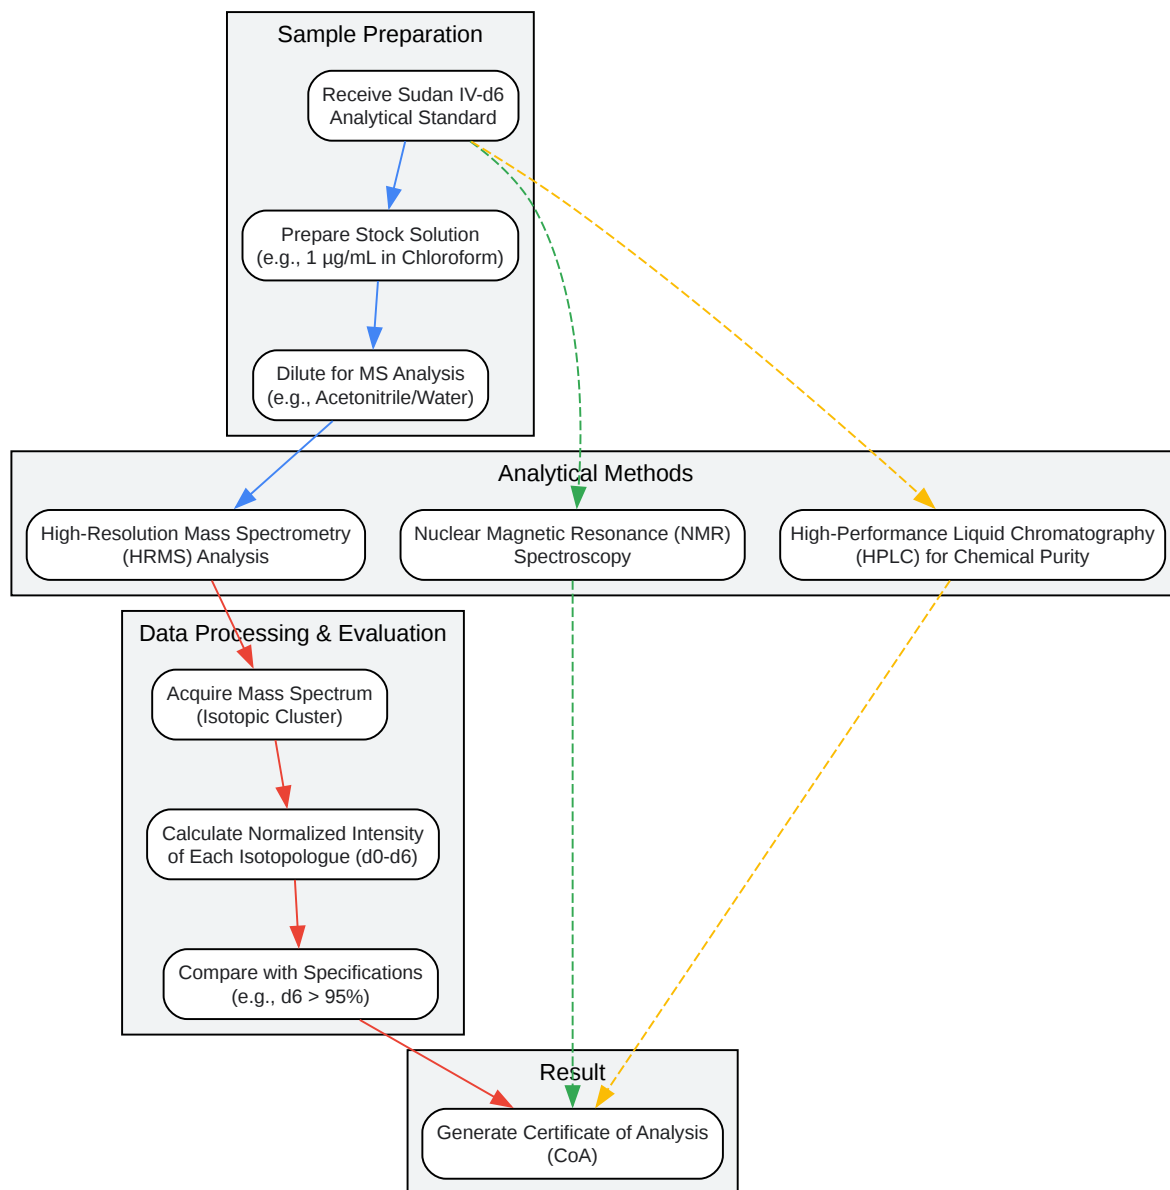 Sample Preparation
Receive Sudan IV-d6
Analytical Standard
Prepare Stock Solution
(e.g., 1 µg/mL in Chloroform)
Dilute for MS Analysis
(e.g., Acetonitrile/Water)
Analytical Methods
High-Resolution Mass Spectrometry
(HRMS) Analysis
Nuclear Magnetic Resonance (NMR)
Spectroscopy
High-Performance Liquid Chromatography
(HPLC) for Chemical Purity
Data Processing & Evaluation
Acquire Mass Spectrum
(Isotopic Cluster)
Calculate Normalized Intensity
of Each Isotopologue (d0-d6)
Compare with Specifications
(e.g., d6 > 95%)
Result
Generate Certificate of Analysis
(CoA)